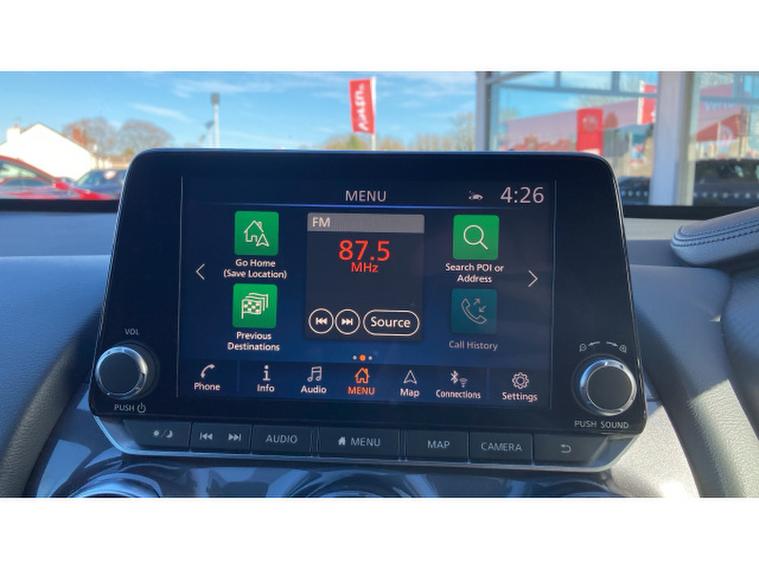 MENU
4:26
Go Home
(Save Location)
FM
87.5
MHz
Search POI or
Address
Previous
Destinations
Source
Call History
Phone
Info
Audio
MENU
Map
Connections
Settings
VOL
PUSH
PUSH SOUND
AUDIO
MENU
MAP
CAMERA